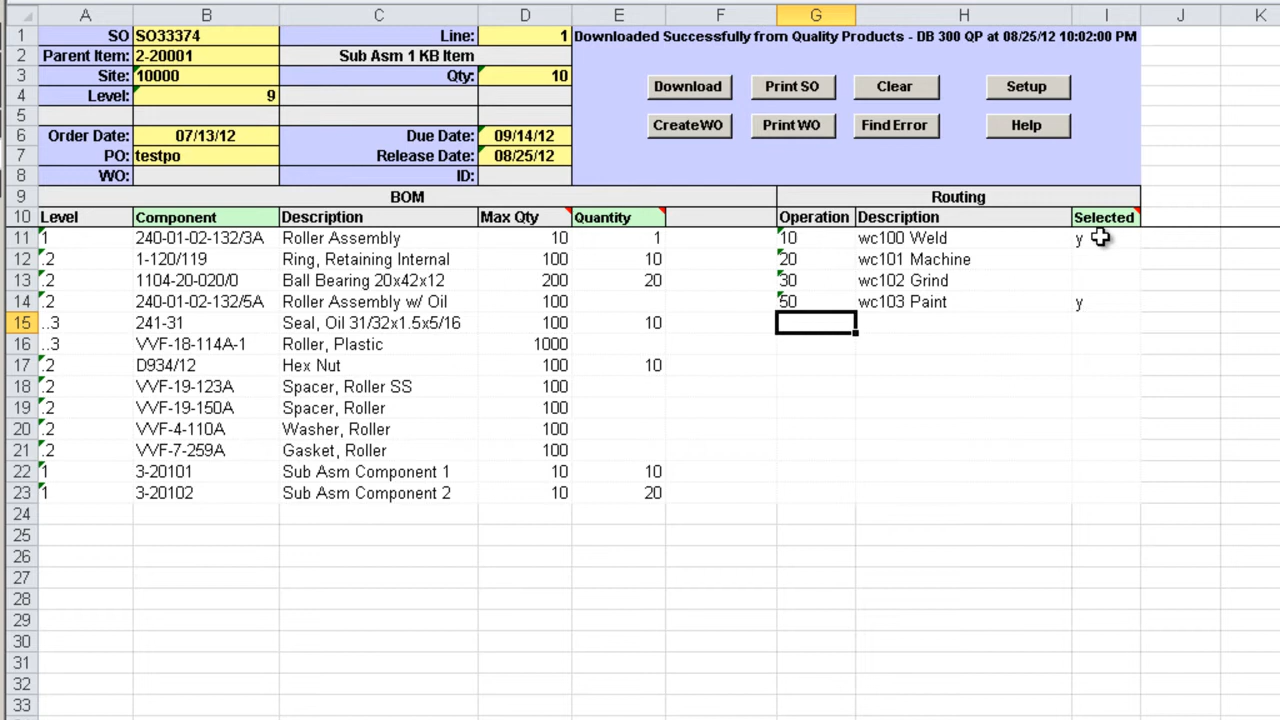 A B C D E F G H I J K
1 SO SO33374 Line: 1 Downloaded Successfully from Quality Products - DB 300 QP at 08/25/12 10:02:00 PM
2 Parent Item: 2-20001 Sub Asm 1 KB Item
3 Site: 10000 Qty: 10
Download Print SO Clear Setup
4 Level: 9
5
Create WO Print WO Find Error Help
6 Order Date: 07/13/12 Due Date: 09/14/12
7 PO: testpo Release Date: 08/25/12
8 WO: ID:
9 BOM Routing
10 Level Component Description Max Qty Quantity Operation Description Selected
11 1 240-01-02-132/3A Roller Assembly 10 1 10 wc100 Weld y
12 .2 1-120/119 Ring, Retaining Internal 100 10 20 wc101 Machine
13 .2 1104-20-020/0 Ball Bearing 20x42x12 200 20 30 wc102 Grind
14 .2 240-01-02-132/5A Roller Assembly w/ Oil 100 50 wc103 Paint y
15 ..3 241-31 Seal, Oil 31/32x1.5x5/16 100 10
16 ..3 VVF-18-114A-1 Roller, Plastic 1000
17 .2 D934/12 Hex Nut 100 10
18 .2 VVF-19-123A Spacer, Roller SS 100
19 .2 VVF-19-150A Spacer, Roller 100
20 .2 VVF-4-110A Washer, Roller 100
21 .2 VVF-7-259A Gasket, Roller 100
22 1 3-20101 Sub Asm Component 1 10 10
23 1 3-20102 Sub Asm Component 2 10 20
24
25
26
27
28
29
30
31
32
33